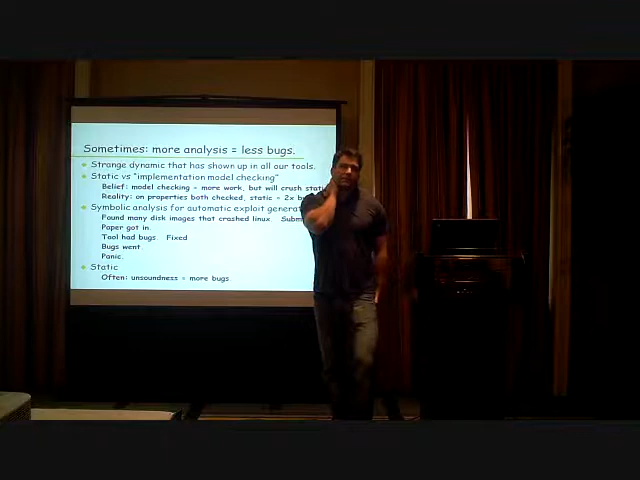 Sometimes: more analysis = less bugs.
Strange dynamic that has shown up in all our tools.
Static vs "implementation model checking"
Belief: model checking = more work, but will crush stati
Reality: on properties both checked, static = 2x b
Symbolic analysis for automatic exploit generat
Found many disk images that crashed linux. Subm
Paper got in.
Tool had bugs. Fixed
Bugs went.
Panic.
Static
Often: unsoundness = more bugs